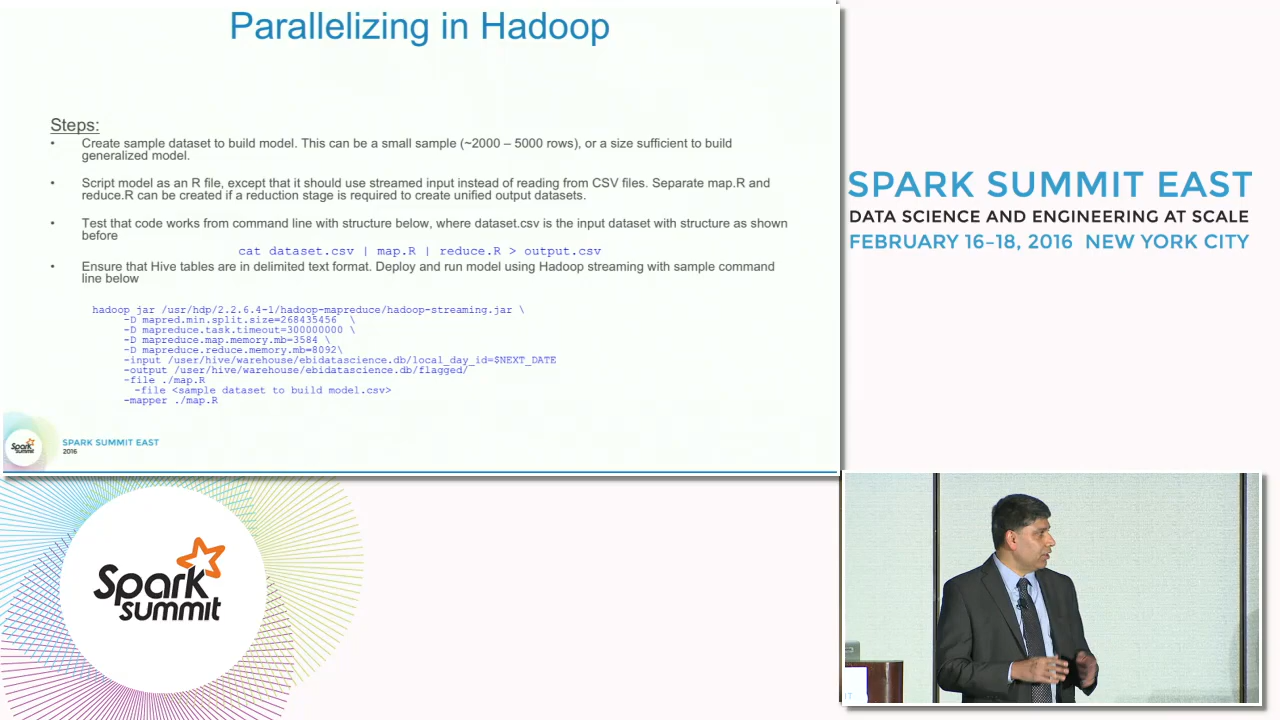 Parallelizing in Hadoop
Steps:
• Create sample dataset to build model. This can be a small sample (~2000 – 5000 rows), or a size sufficient to build
generalized model.
• Script model as an R file, except that it should use streamed input instead of reading from CSV files. Separate map.R and
reduce.R can be created if a reduction stage is required to create unified output datasets.
• Test that code works from command line with structure below, where dataset.csv is the input dataset with structure as shown
before
cat dataset.csv | map.R | reduce.R > output.csv
• Ensure that Hive tables are in delimited text format. Deploy and run model using Hadoop streaming with sample command
line below
hadoop jar /usr/hdp/2.2.6.4-1/hadoop-mapreduce/hadoop-streaming.jar \
-D mapred.min.split.size=268435456 \
-D mapreduce.task.timeout=300000000 \
-D mapreduce.map.memory.mb=3584 \
-D mapreduce.reduce.memory.mb=8092\
-input /user/hive/warehouse/ebidatascience.db/local_day_id=$NEXT_DATE
-output /user/hive/warehouse/ebidatascience.db/flagged/
-file ./map.R
-file <sample dataset to build model.csv>
-mapper ./map.R
Spark
Summit
SPARK SUMMIT EAST
2016
SPARK SUMMIT EAST
DATA SCIENCE AND ENGINEERING AT SCALE
FEBRUARY 16–18, 2016 NEW YORK CITY
Spark
Summit